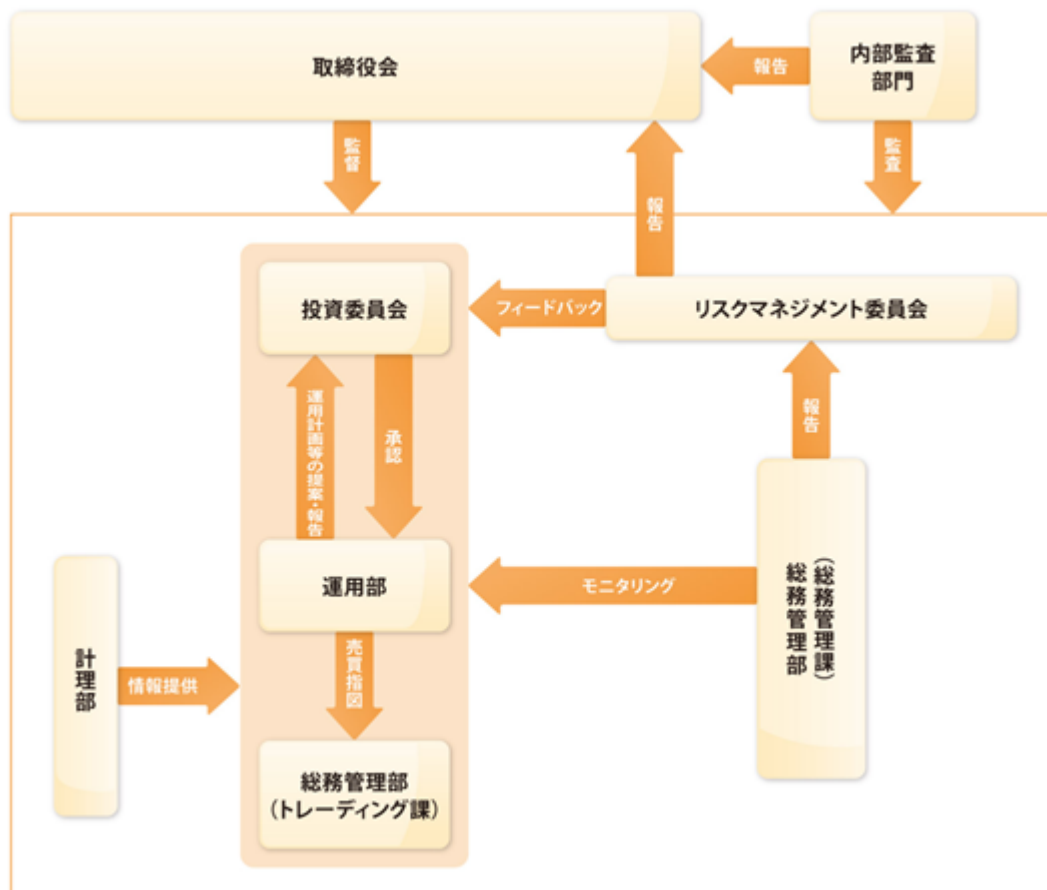 取締役会
報告
内部監査
部門
監督
監査
報告
投資委員会
フィードバック
リスクマネジメント委員会
運用計画等の提案・報告
承認
報告
運用部
モニタリング
総務管理部
(総務管理課)
計理部
情報提供
売買指図
総務管理部
(トレーディング課)